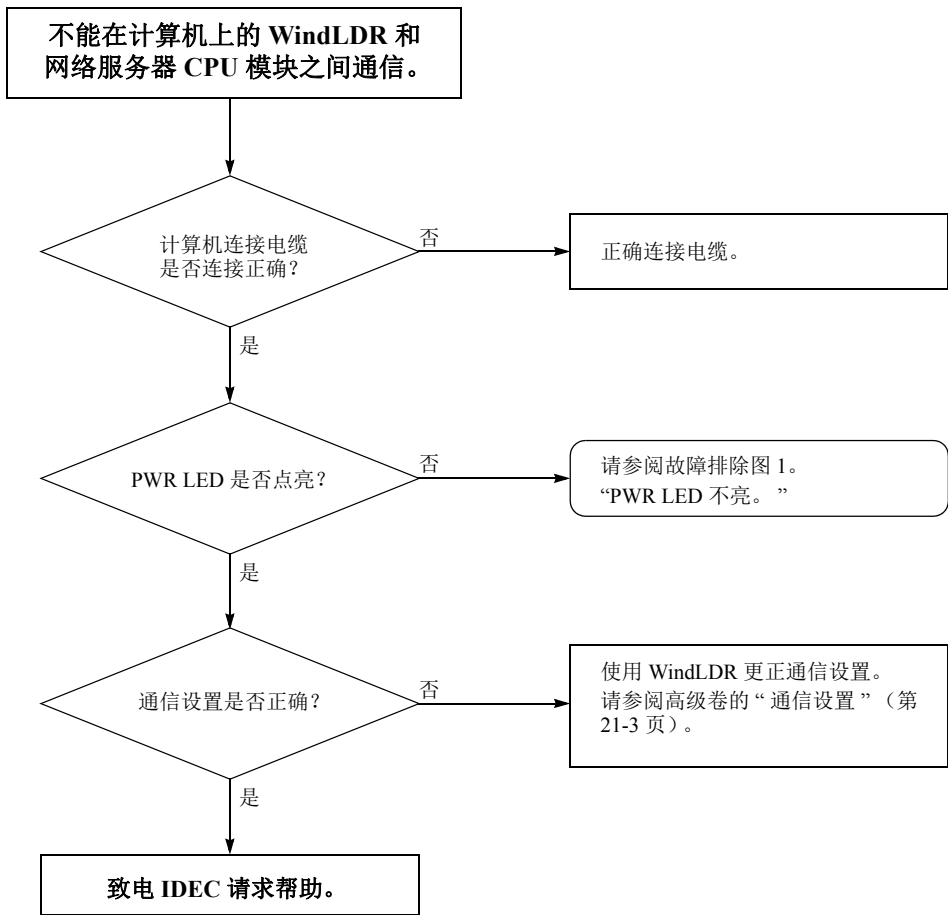 不能在计算机上的 WindLDR 和
网络服务器 CPU 模块之间通信。
计算机连接电缆
是否连接正确？
否
正确连接电缆。
是
PWR LED 是否点亮？
否
请参阅故障排除图 1。
“PWR LED 不亮。”
是
通信设置是否正确？
否
使用 WindLDR 更正通信设置。
请参阅高级卷的 “ 通信设置 ” （第
21-3 页）。
是
致电 IDEC 请求帮助。